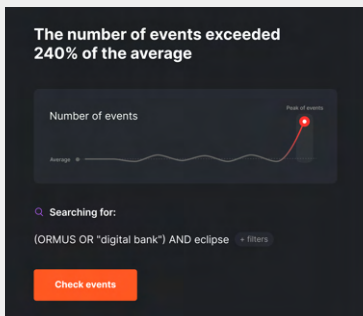 The number of events exceeded
240% of the average
Number of events
Peak of events
Average
Searching for:
(ORMUS OR "digital bank") AND eclipse + filters
Check events